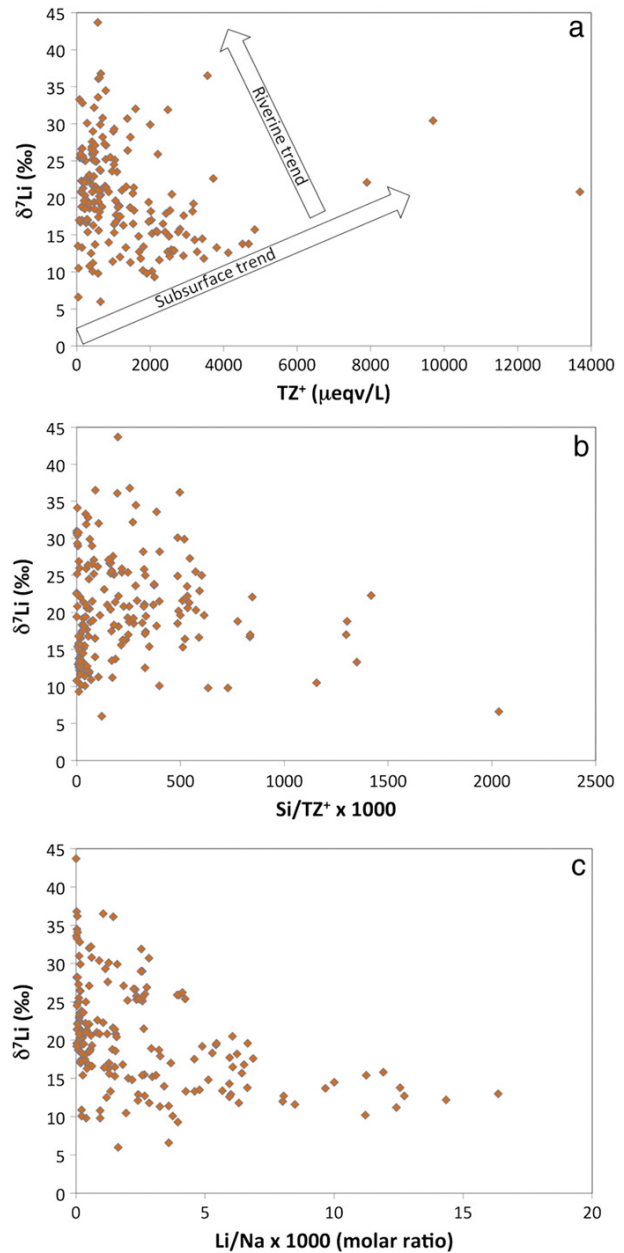 a
45
40
35
30
25
20
15
10
5
0
δ⁷Li (‰)
Riverine trend
Subsurface trend
0 2000 4000 6000 8000 10000 12000 14000
TZ⁺ (μeqv/L)
b
45
40
35
30
25
20
15
10
5
0
δ⁷Li (‰)
0 500 1000 1500 2000 2500
Si/TZ⁺ x 1000
c
45
40
35
30
25
20
15
10
5
0
δ⁷Li (‰)
0 5 10 15 20
Li/Na x 1000 (molar ratio)